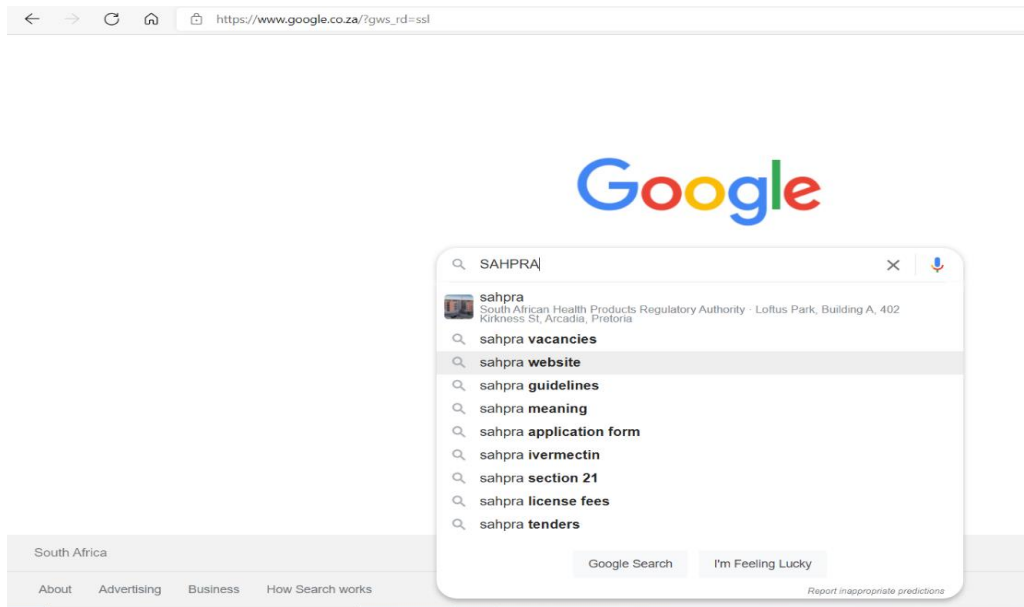 https://www.google.co.za/?gws_rd=ssl
Google
SAHPRA
sahpra
South African Health Products Regulatory Authority · Loftus Park, Building A, 402
Kirkness St, Arcadia, Pretoria
sahpra vacancies
sahpra website
sahpra guidelines
sahpra meaning
sahpra application form
sahpra ivermectin
sahpra section 21
sahpra license fees
sahpra tenders
Google Search I'm Feeling Lucky
Report inappropriate predictions
South Africa
About Advertising Business How Search works